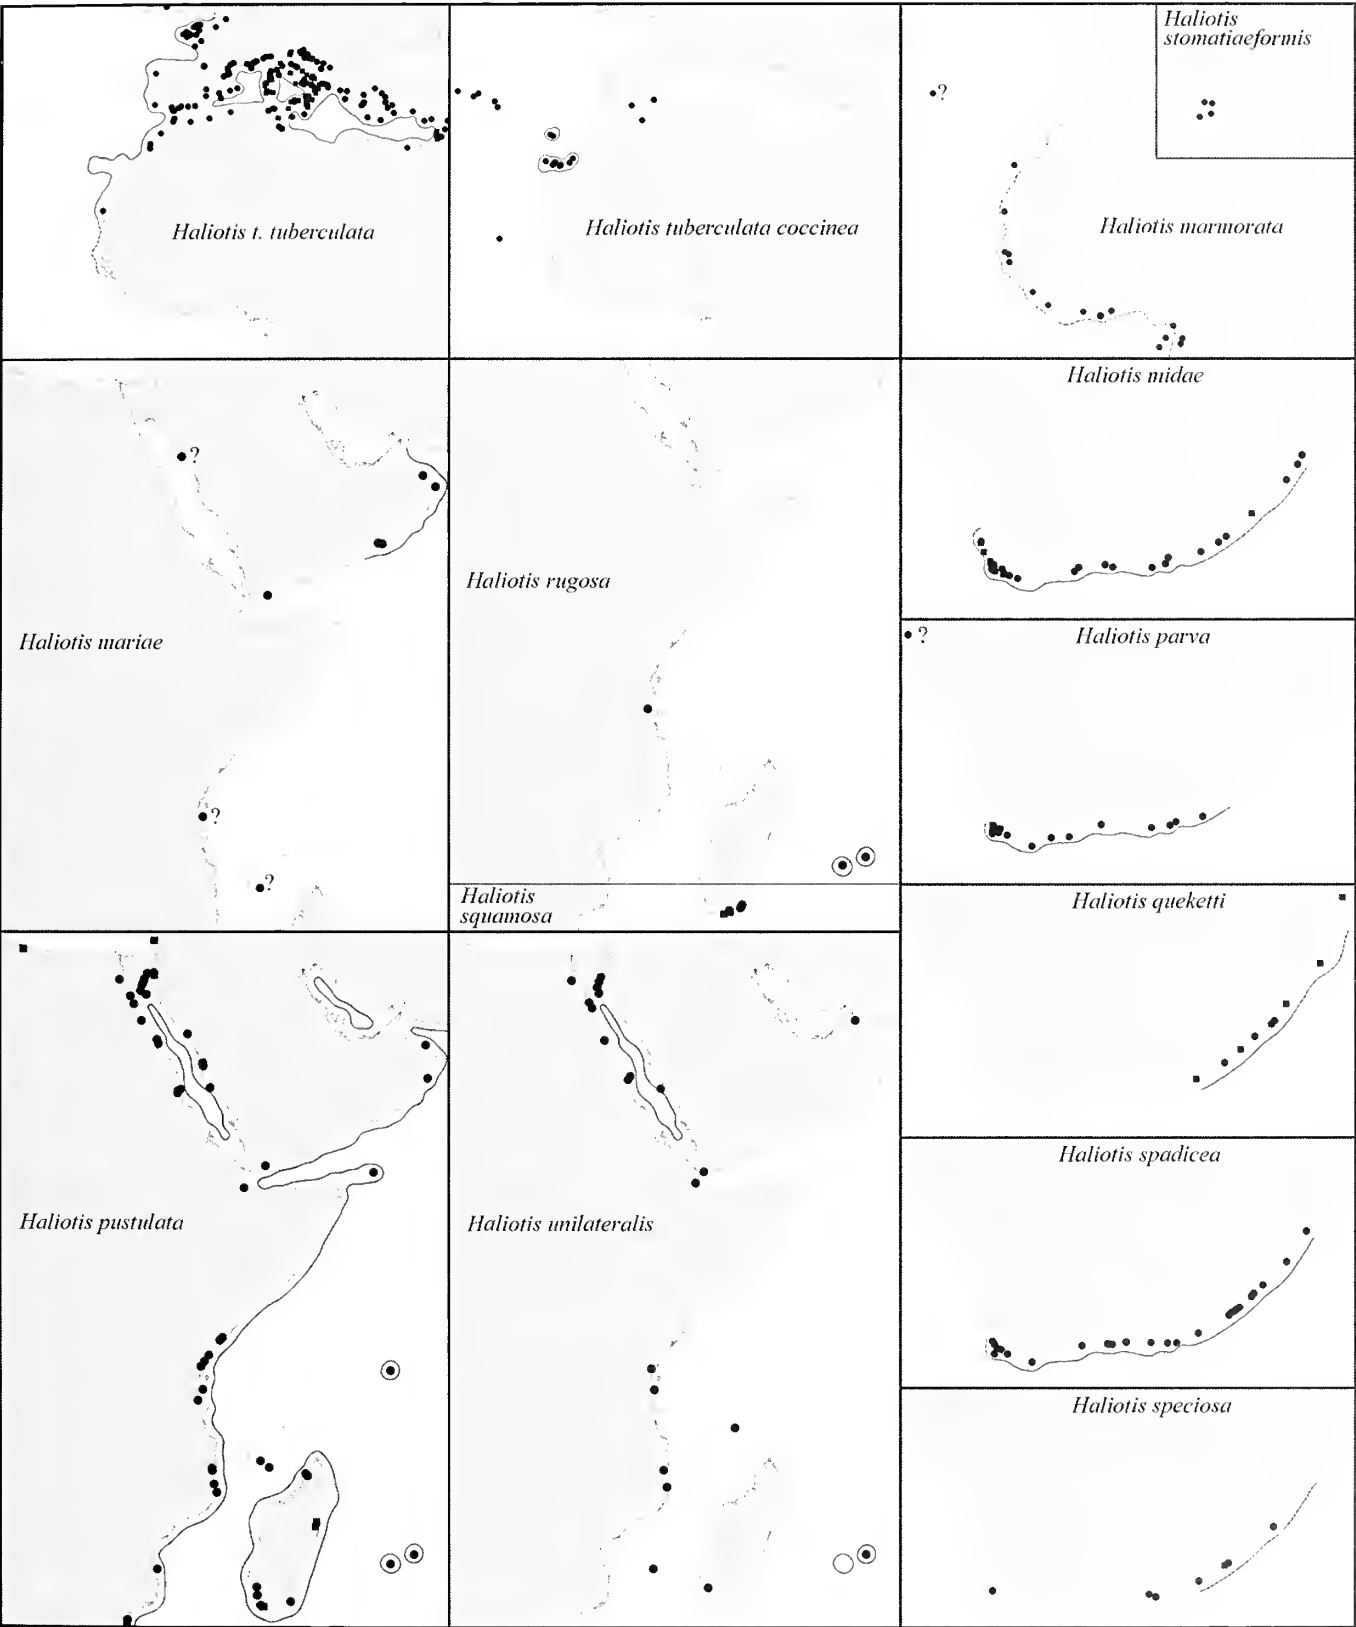 Haliotis
stomatiaeformis
?
Haliotis t. tuberculata
Haliotis tuberculata coccinea
Haliotis marmorata
Haliotis midae
?
Haliotis rugosa
Haliotis mariae
?
Haliotis parva
?
?
Haliotis
squamosa
Haliotis queketti
Haliotis spadicea
Haliotis pustulata
Haliotis unilateralis
Haliotis speciosa